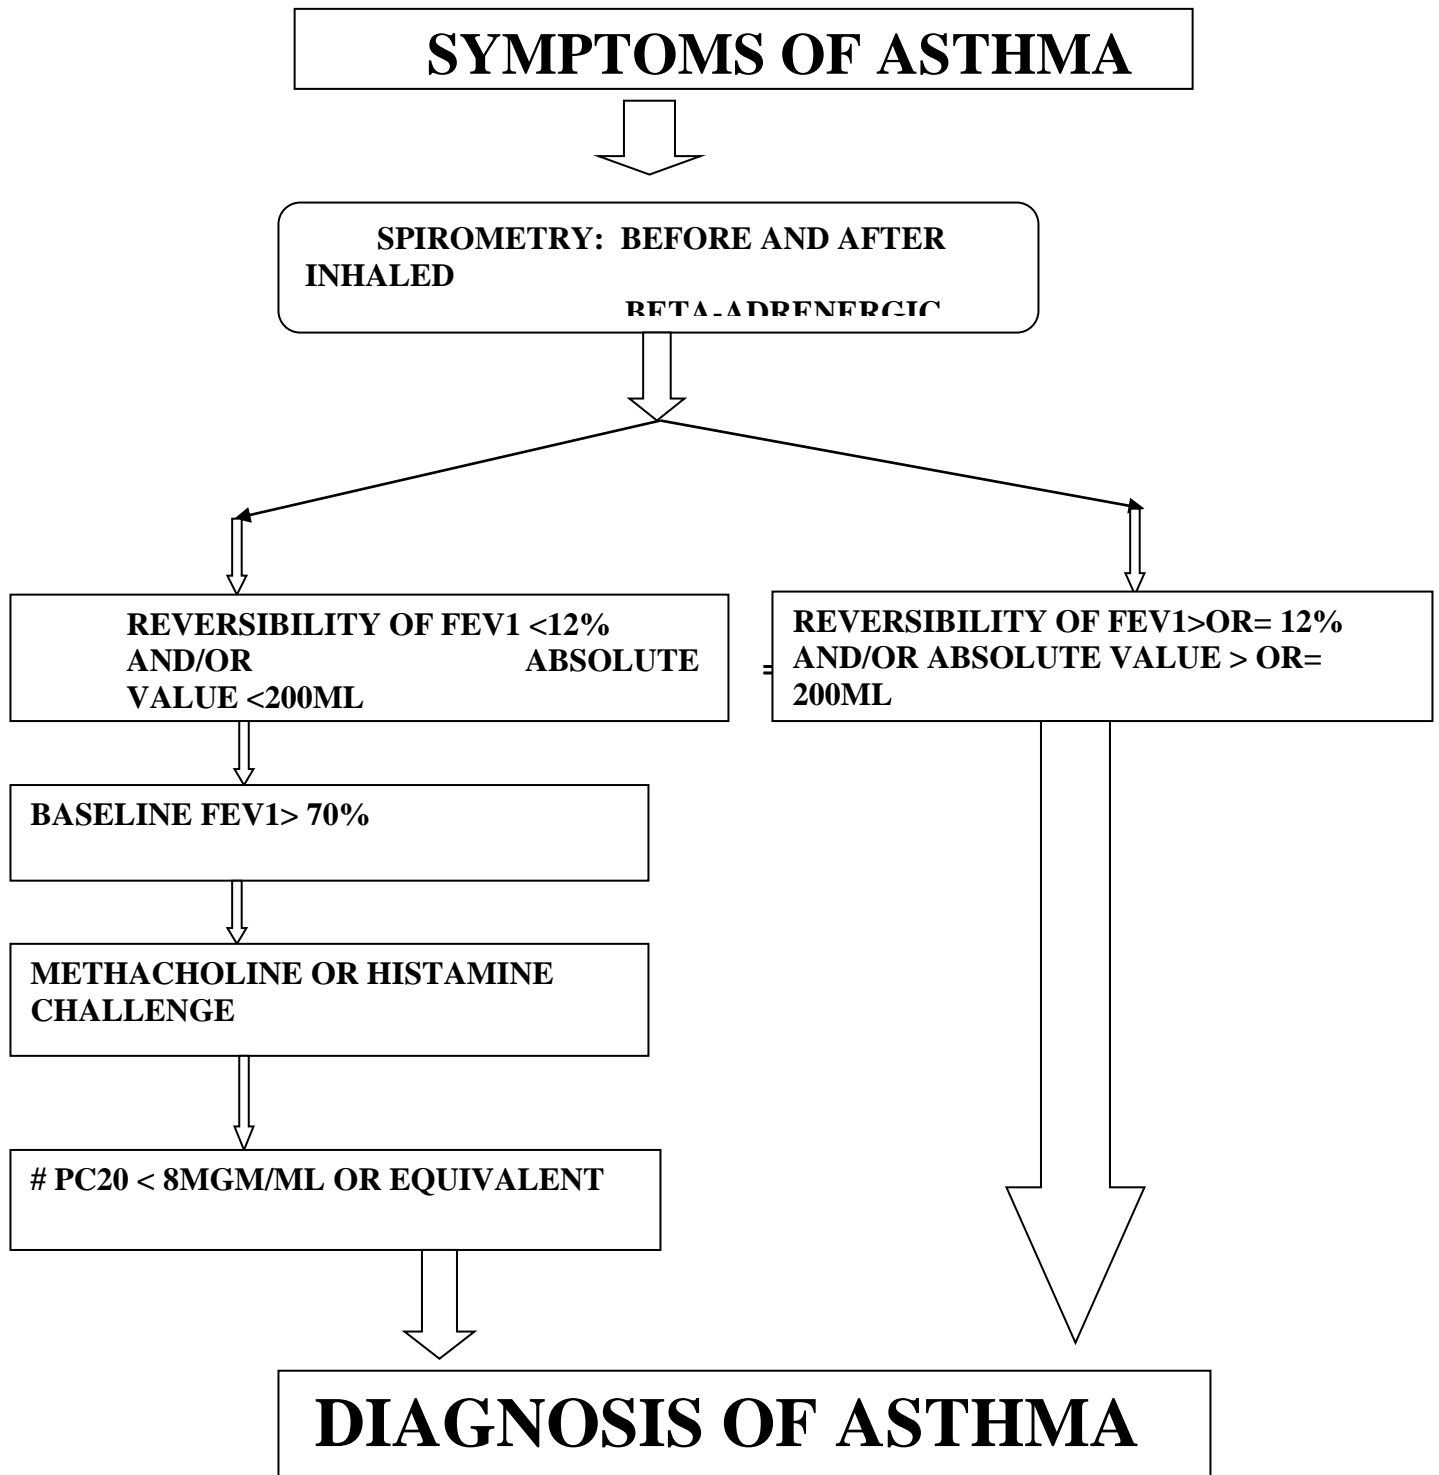 SYMPTOMS OF ASTHMA
SPIROMETRY: BEFORE AND AFTER
INHALED
BETA-ADRENERGIC
REVERSIBILITY OF FEV1 <12%
AND/OR ABSOLUTE
VALUE <200ML
=
REVERSIBILITY OF FEV1>OR= 12%
AND/OR ABSOLUTE VALUE > OR=
200ML
BASELINE FEV1> 70%
METHACHOLINE OR HISTAMINE
CHALLENGE
# PC20 < 8MGM/ML OR EQUIVALENT
DIAGNOSIS OF ASTHMA